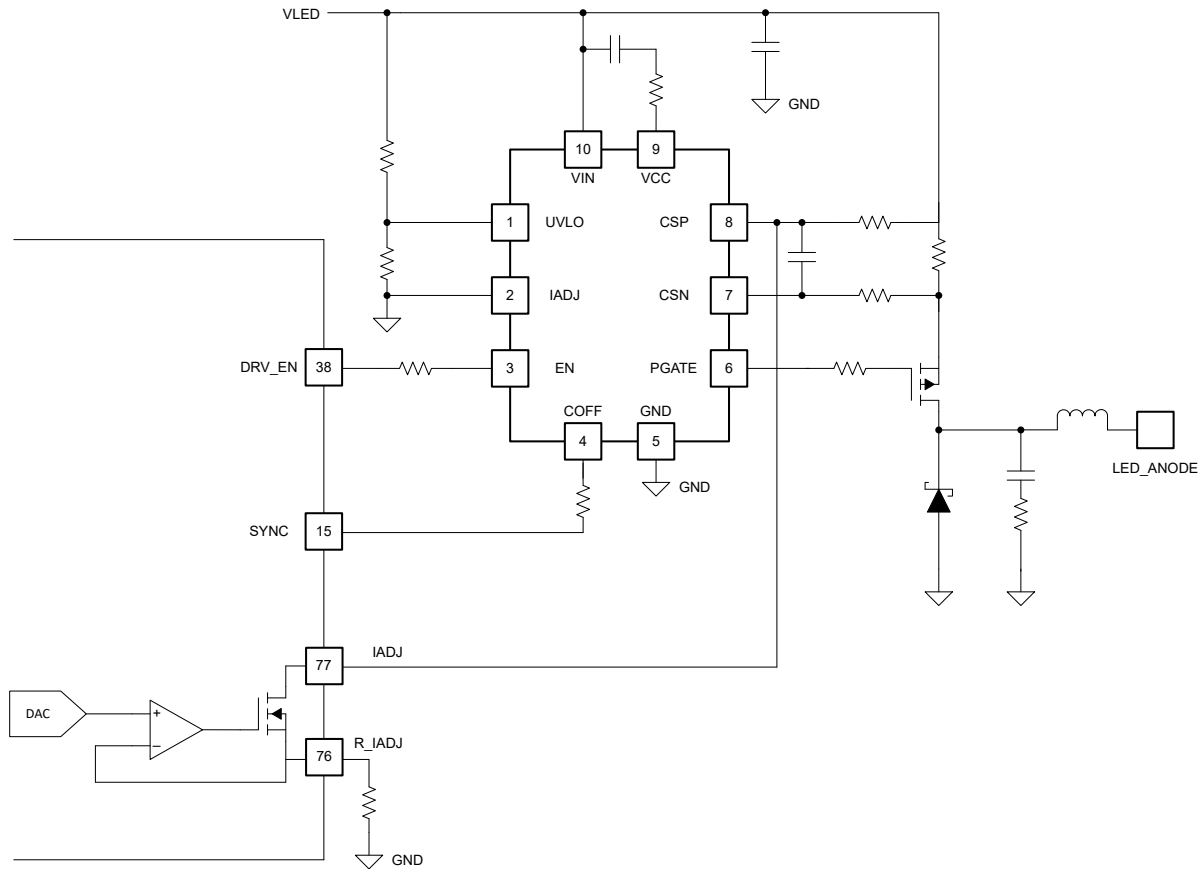 VLED
GND
10
9
VIN
VCC
1
UVLO
CSP
8
2
IADJ
CSN
7
DRV_EN
38
3
EN
PGATE
6
COFF
GND
4
5
GND
LED_ANODE
SYNC
15
IADJ
77
DAC
+
−
R_IADJ
76
GND